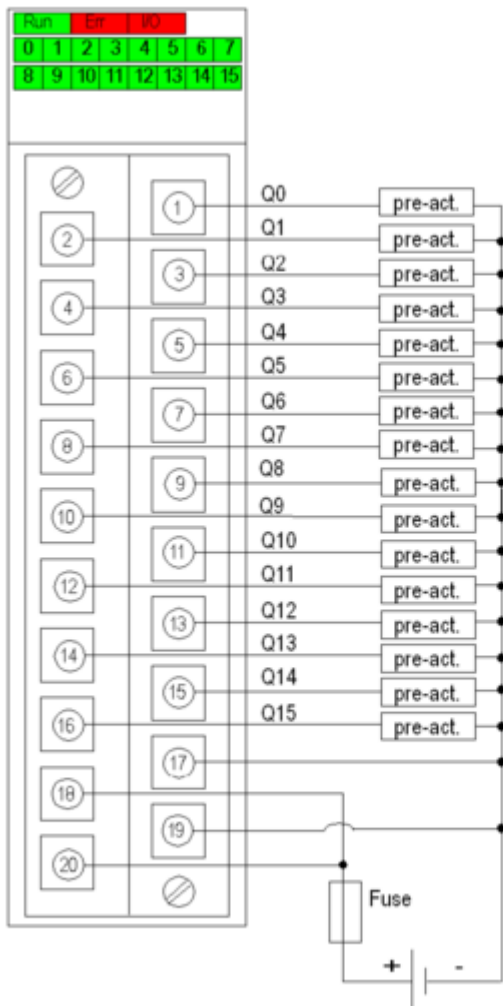 Run Err I/O
0 1 2 3 4 5 6 7
8 9 10 11 12 13 14 15
1 Q0 pre-act.
2 Q1 pre-act.
3 Q2 pre-act.
4 Q3 pre-act.
5 Q4 pre-act.
6 Q5 pre-act.
7 Q6 pre-act.
8 Q7 pre-act.
9 Q8 pre-act.
10 Q9 pre-act.
11 Q10 pre-act.
12 Q11 pre-act.
13 Q12 pre-act.
14 Q13 pre-act.
15 Q14 pre-act.
16 Q15 pre-act.
17
18
19
20
Fuse
+ -